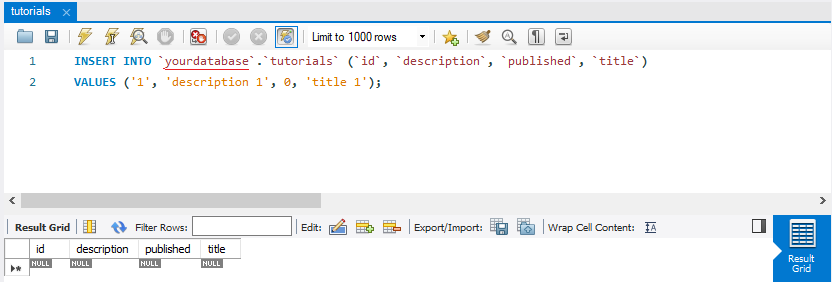 tutorials
Limit to 1000 rows
1 INSERT INTO `yourdatabase`.`tutorials` (`id`, `description`, `published`, `title`)
2 VALUES ('1', 'description 1', 0, 'title 1');
Result Grid Filter Rows: Edit: Export/Import: Wrap Cell Content:
id description published title
NULL NULL NULL NULL
Result
Grid